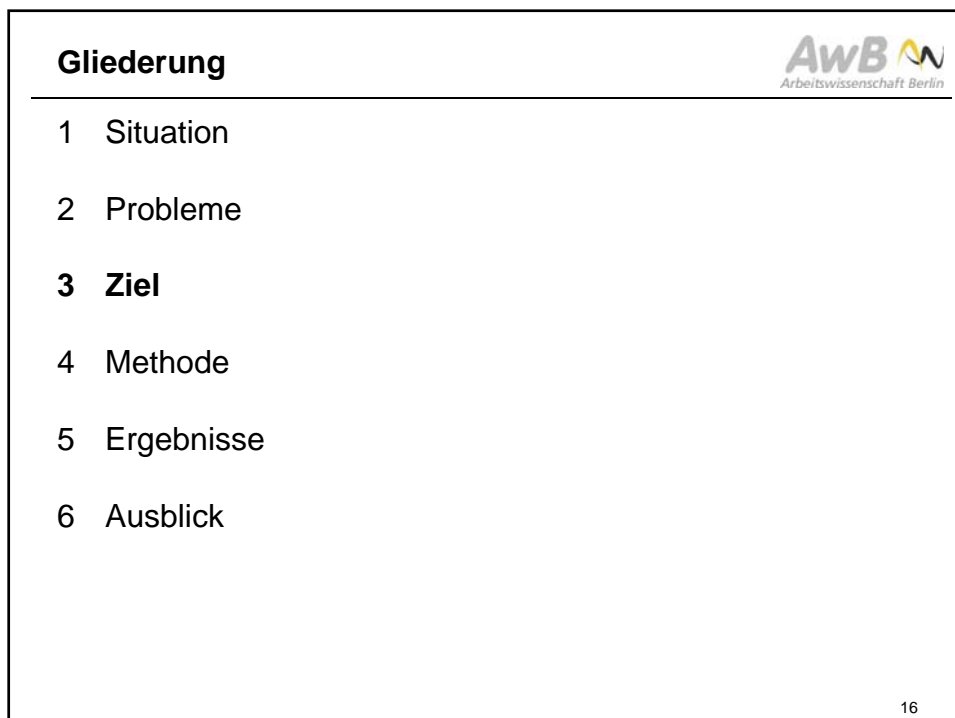 Gliederung
AwB
Arbeitswissenschaft Berlin
1 Situation
2 Probleme
3 Ziel
4 Methode
5 Ergebnisse
6 Ausblick
16